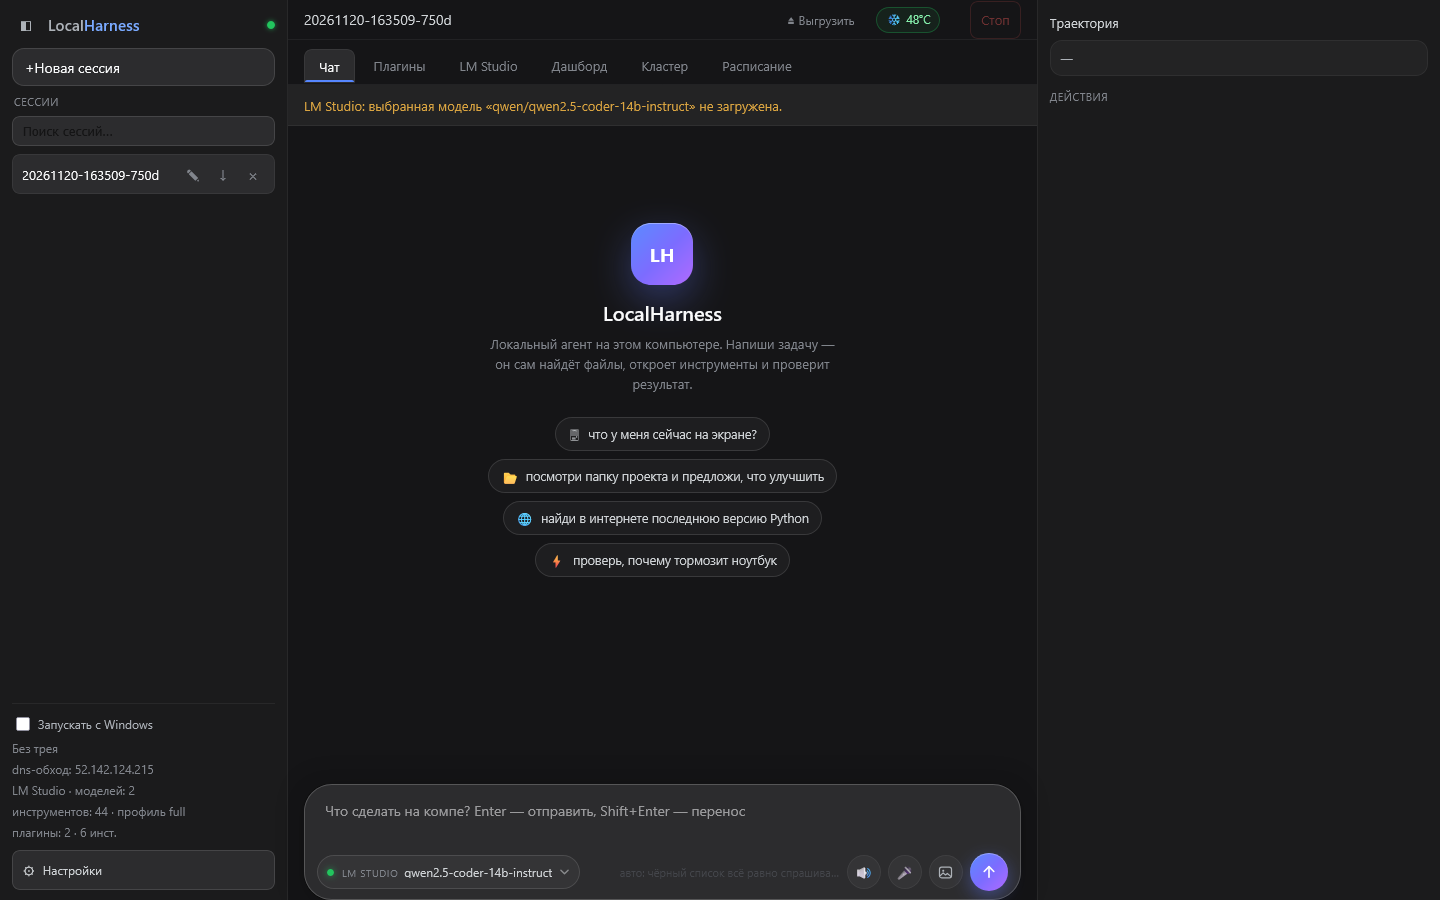 LocalHarness
+Новая сессия
СЕССИИ
Поиск сессий...
20261120-163509-750d
Запускать с Windows
Без трея
dns-обход: 52.142.124.215
LM Studio · моделей: 2
инструментов: 44 · профиль full
плагины: 2 · 6 инст.
Настройки
20261120-163509-750d
Выгрузить
48°C
Стоп
Чат
Плагины
LM Studio
Дашборд
Кластер
Расписание
LM Studio: выбранная модель «qwen/qwen2.5-coder-14b-instruct» не загружена.
LH
LocalHarness
Локальный агент на этом компьютере. Напиши задачу —
он сам найдёт файлы, откроет инструменты и проверит
результат.
что у меня сейчас на экране?
посмотри папку проекта и предложи, что улучшить
найди в интернете последнюю версию Python
проверь, почему тормозит ноутбук
Что сделать на компе? Enter — отправить, Shift+Enter — перенос
LM STUDIO qwen2.5-coder-14b-instruct
авто: чёрный список всё равно спрашива...
Траектория
—
ДЕЙСТВИЯ